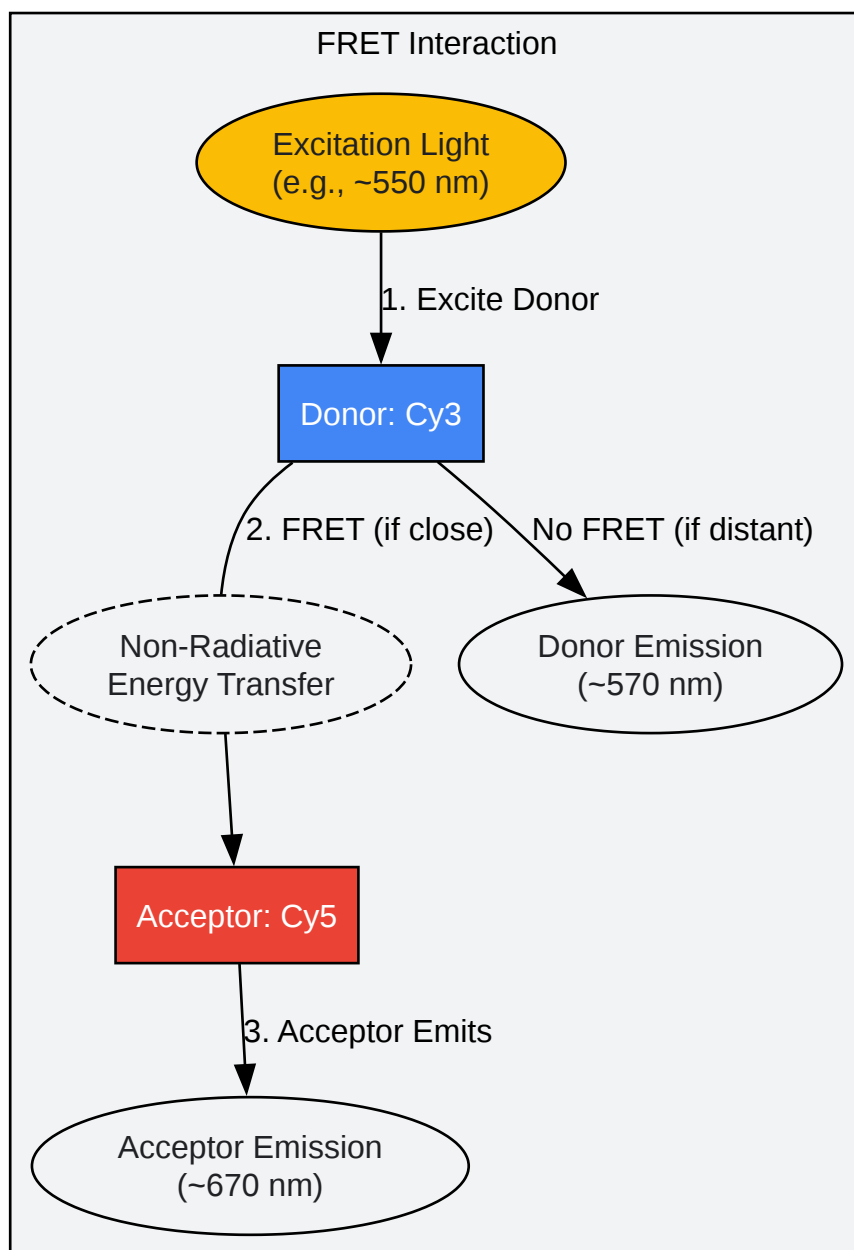 FRET Interaction
Excitation Light
(e.g., ~550 nm)
1. Excite Donor
Donor: Cy3
2. FRET (if close)
No FRET (if distant)
Non-Radiative
Energy Transfer
Donor Emission
(~570 nm)
Acceptor: Cy5
3. Acceptor Emits
Acceptor Emission
(~670 nm)